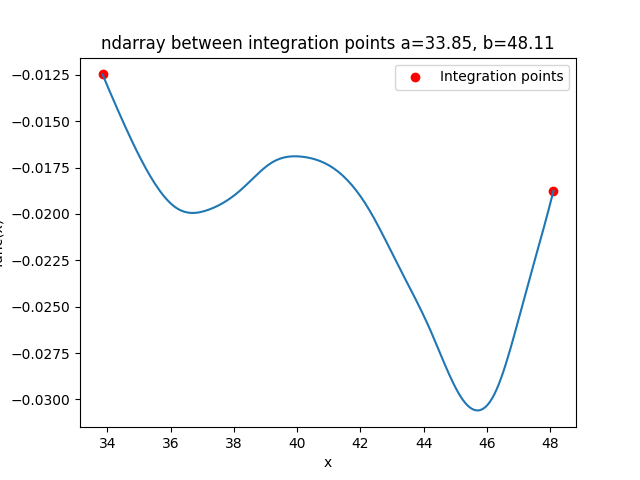 ndarray between integration points a=33.85, b=48.11
Integration points
−0.0125
−0.0150
−0.0175
−0.0200
−0.0225
−0.0250
−0.0275
−0.0300
34 36 38 40 42 44 46 48
x